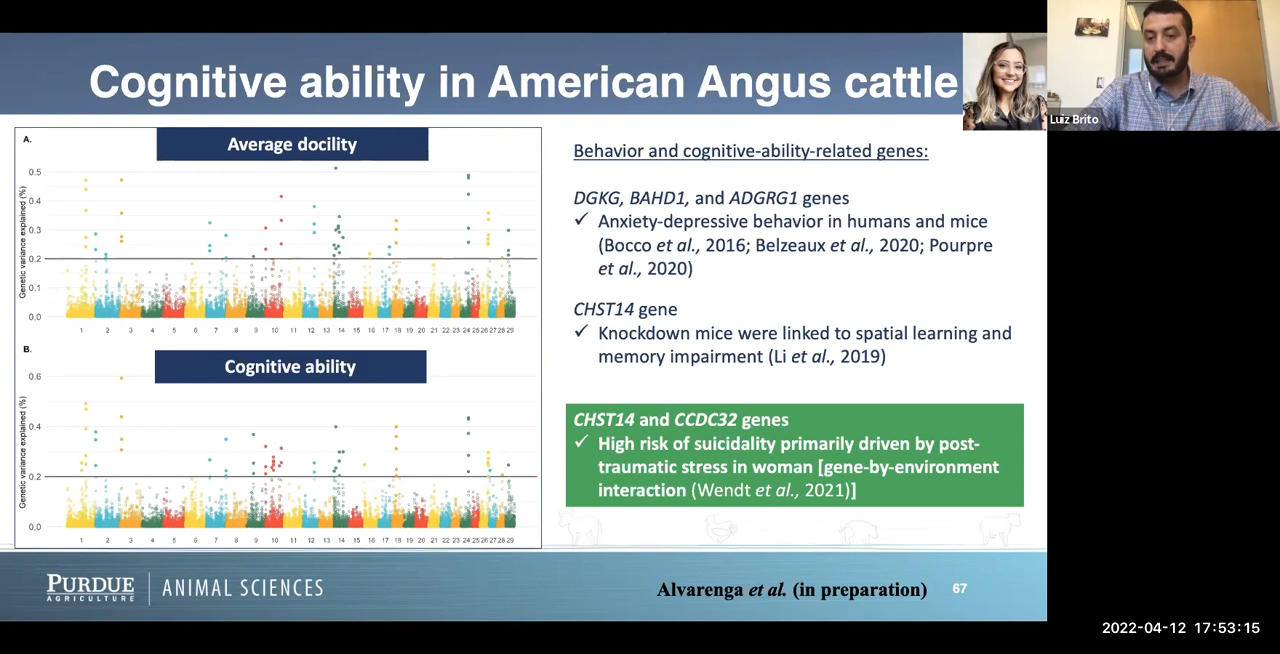 Cognitive ability in American Angus cattle
Luiz Brito
A.
Average docility
Genetic variance explained (%)
0.5
0.4
0.3
0.2
0.1
0.0
1 2 3 4 5 6 7 8 9 10 11 12 13 14 15 16 17 18 19 20 21 22 23 24 25 26 27 28 29
B.
Cognitive ability
Genetic variance explained (%)
0.6
0.4
0.2
0.0
1 2 3 4 5 6 7 8 9 10 11 12 13 14 15 16 17 18 19 20 21 22 23 24 25 26 27 28 29
Behavior and cognitive-ability-related genes:
DGKG, BAHD1, and ADGRG1 genes
✓ Anxiety-depressive behavior in humans and mice
(Bocco et al., 2016; Belzeaux et al., 2020; Pourpre
et al., 2020)
CHST14 gene
✓ Knockdown mice were linked to spatial learning and
memory impairment (Li et al., 2019)
CHST14 and CCDC32 genes
✓ High risk of suicidality primarily driven by post-
traumatic stress in woman [gene-by-environment
interaction (Wendt et al., 2021)]
PURDUE
AGRICULTURE
ANIMAL SCIENCES
Alvarenga et al. (in preparation)
67
2022-04-12 17:53:15